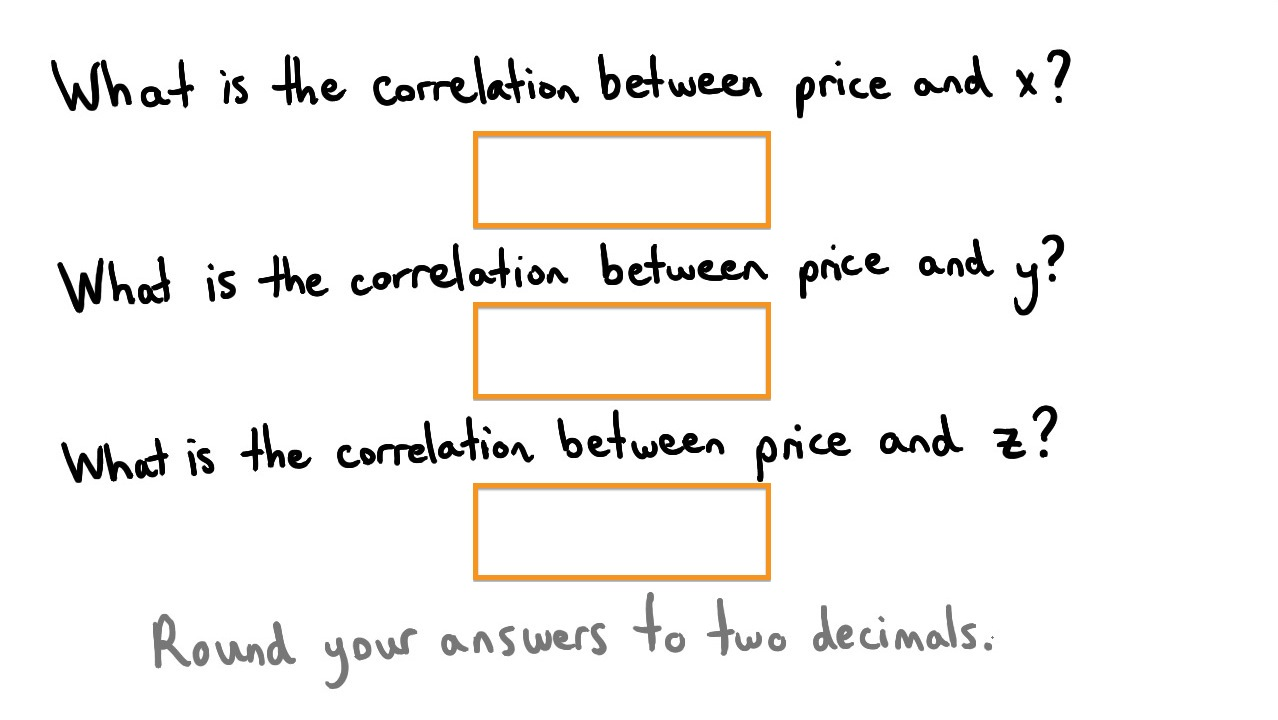 What is the correlation between price and x?
What is the correlation between price and y?
What is the correlation between price and z?
Round your answers to two decimals.